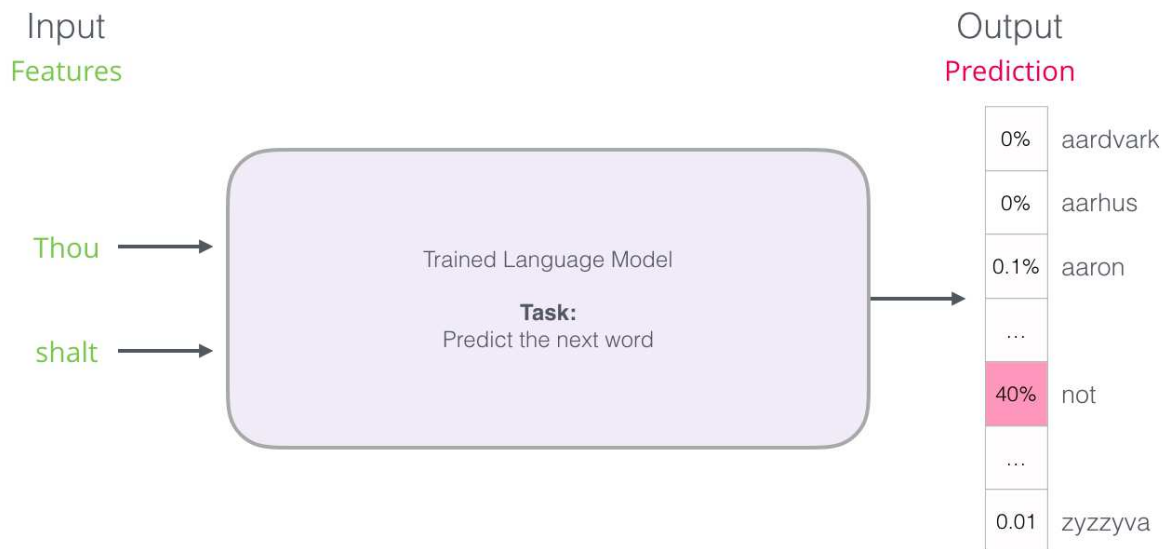 Input
Features
Thou
shalt
Trained Language Model
Task:
Predict the next word
Output
Prediction
0% aardvark
0% aarhus
0.1% aaron
...
40% not
...
0.01 zyzzyva